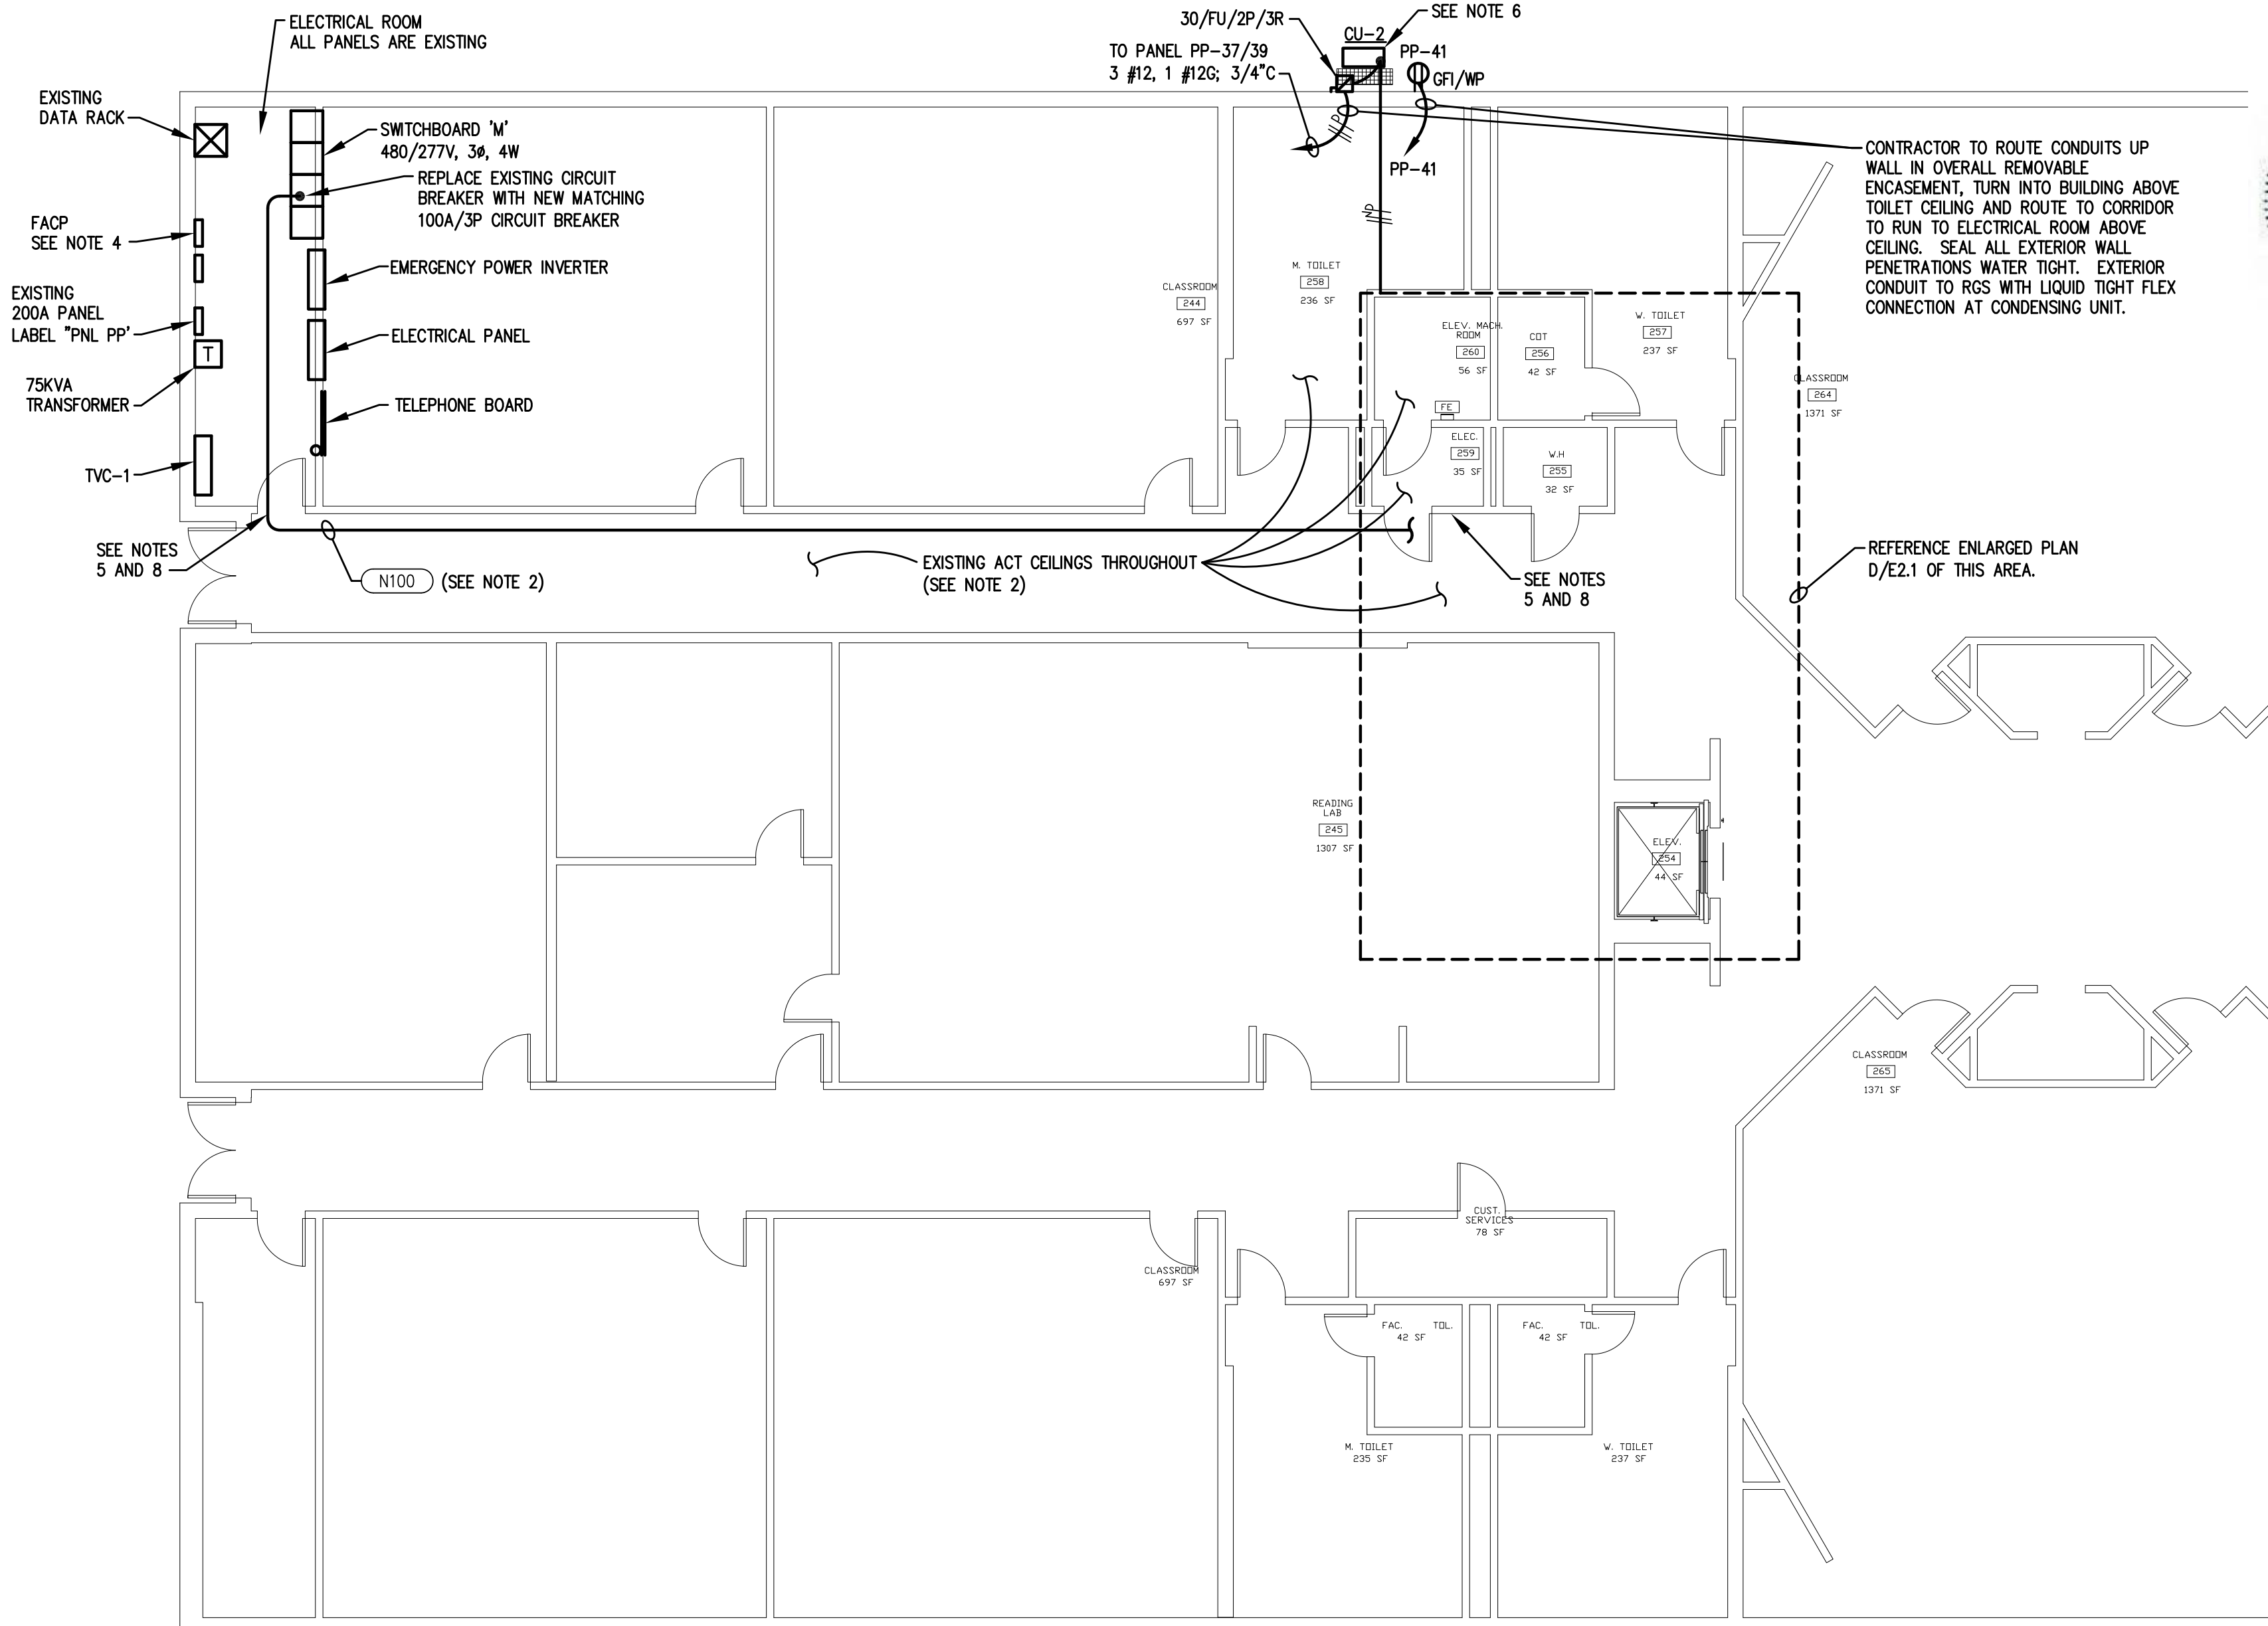 ELECTRICAL ROOM
ALL PANELS ARE EXISTING
30/FU/2P/3R
SEE NOTE 6
CU-2
TO PANEL PP-37/39
3 #12, 1 #12G; 3/4"C
PP-41
GFI/WP
EXISTING
DATA RACK
SWITCHBOARD 'M'
480/277V, 3ø, 4W
REPLACE EXISTING CIRCUIT
BREAKER WITH NEW MATCHING
100A/3P CIRCUIT BREAKER
PP-41
CONTRACTOR TO ROUTE CONDUITS UP
WALL IN OVERALL REMOVABLE
ENCASEMENT, TURN INTO BUILDING ABOVE
TOILET CEILING AND ROUTE TO CORRIDOR
TO RUN TO ELECTRICAL ROOM ABOVE
CEILING. SEAL ALL EXTERIOR WALL
PENETRATIONS WATER TIGHT. EXTERIOR
CONDUIT TO RGS WITH LIQUID TIGHT FLEX
CONNECTION AT CONDENSING UNIT.
FACP
SEE NOTE 4
EMERGENCY POWER INVERTER
EXISTING
200A PANEL
LABEL "PNL PP'
ELECTRICAL PANEL
T
75KVA
TRANSFORMER
TELEPHONE BOARD
TVC-1
CLASSROOM
244
697 SF
M. TOILET
258
236 SF
ELEV. MACH.
ROOM
260
56 SF
COT
256
42 SF
W. TOILET
257
237 SF
CLASSROOM
264
1371 SF
FE
ELEC.
259
35 SF
W.H
255
32 SF
SEE NOTES
5 AND 8
N100 (SEE NOTE 2)
EXISTING ACT CEILINGS THROUGHOUT
(SEE NOTE 2)
SEE NOTES
5 AND 8
REFERENCE ENLARGED PLAN
D/E2.1 OF THIS AREA.
READING
LAB
245
1307 SF
ELEV.
254
44 SF
CLASSROOM
265
1371 SF
CUST.
SERVICES
78 SF
CLASSROOM
697 SF
FAC. TOL.
42 SF
FAC. TOL.
42 SF
M. TOILET
235 SF
W. TOILET
237 SF